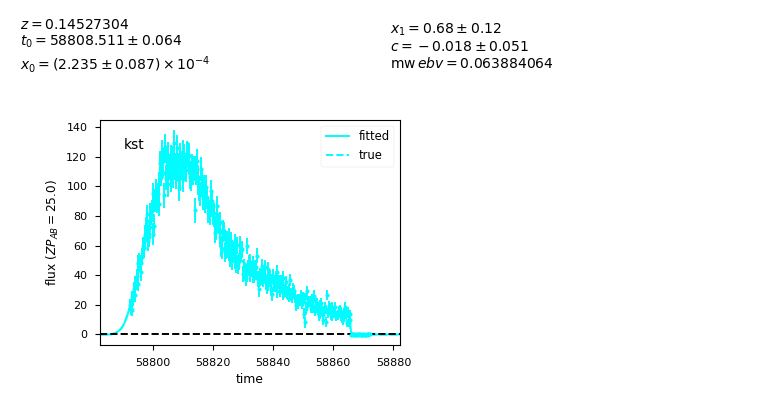 z = 0.14527304
t₀ = 58808.511 ± 0.064
x₀ = (2.235 ± 0.087) × 10⁻⁴
x₁ = 0.68 ± 0.12
c = −0.018 ± 0.051
mw ebv = 0.063884064
kst
fitted
true
140
120
100
80
60
40
20
0
flux (ZP_AB = 25.0)
58800 58820 58840 58860 58880
time